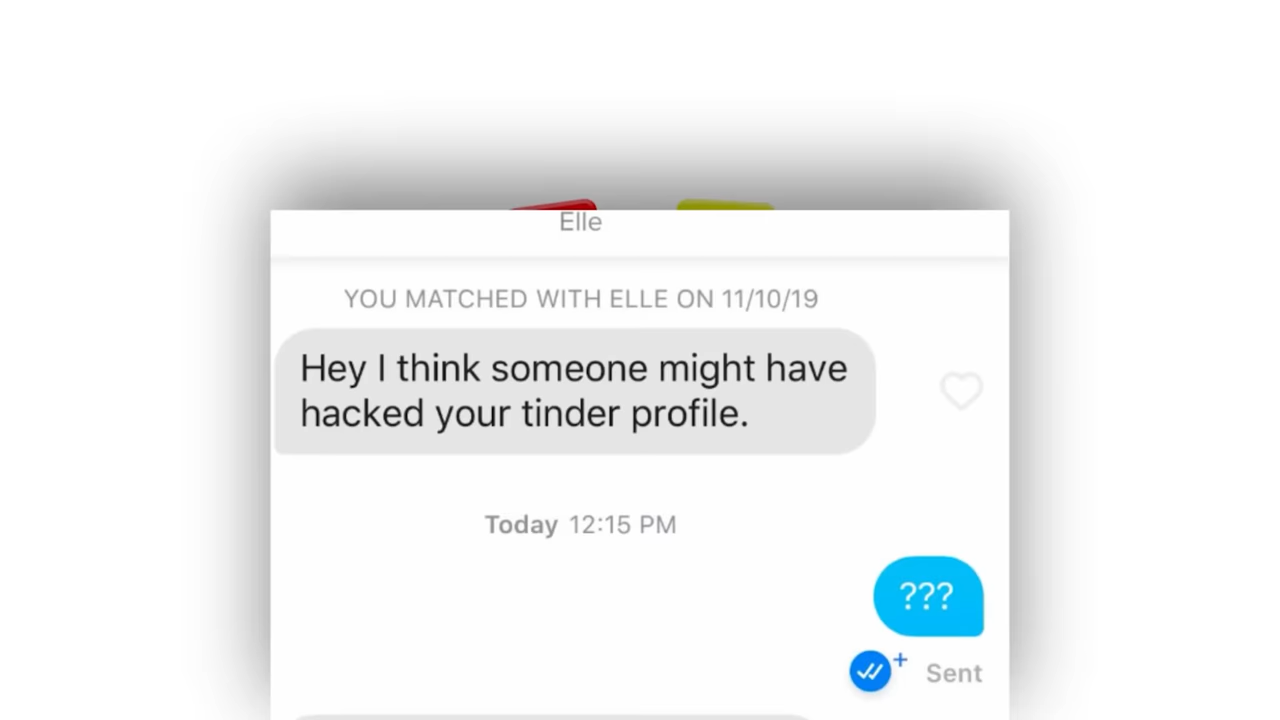 Elle
YOU MATCHED WITH ELLE ON 11/10/19
Hey I think someone might have
hacked your tinder profile.
Today 12:15 PM
???
Sent